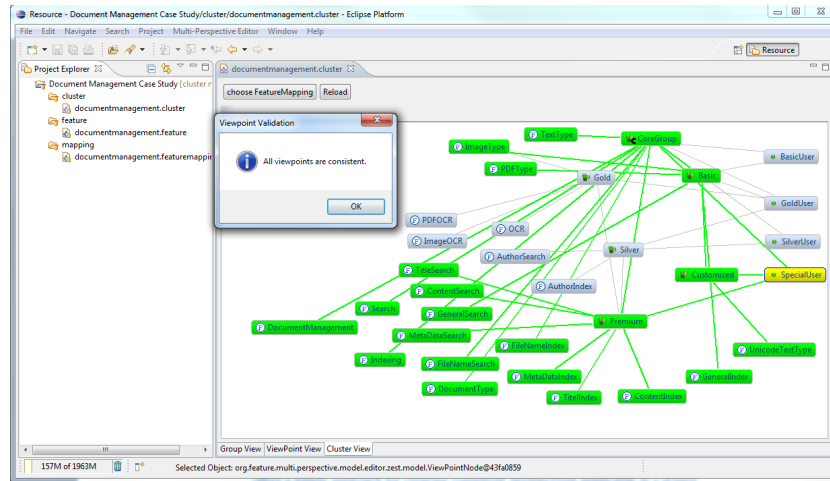 Resource - Document Management Case Study/cluster/documentmanagement.cluster - Eclipse Platform
File Edit Navigate Search Project Multi-Perspective Editor Window Help
Resource
Project Explorer
documentmanagement.cluster
Document Management Case Study [cluster r
cluster
documentmanagement.cluster
feature
documentmanagement.feature
mapping
documentmanagement.featuremappin
choose FeatureMapping Reload
Viewpoint Validation
All viewpoints are consistent.
OK
TextType
CoreGroup
ImageType
BasicUser
PDFType
Gold
Basic
GoldUser
PDFOCR
OCR
ImageOCR
SilverUser
AuthorSearch
Silver
TitleSearch
Customized
SpecialUser
ContentSearch
AuthorIndex
Search
GeneralSearch
Premium
DocumentManagement
MetaDataSearch
FileNameIndex
UnicodeTextType
Indexing
FileNameSearch
MetaDataIndex
GeneralIndex
DocumentType
TitelIndex
ContentIndex
Group View ViewPoint View Cluster View
157M of 1963M
Selected Object: org.feature.multi.perspective.model.editor.zest.model.ViewPointNode@43fa0859